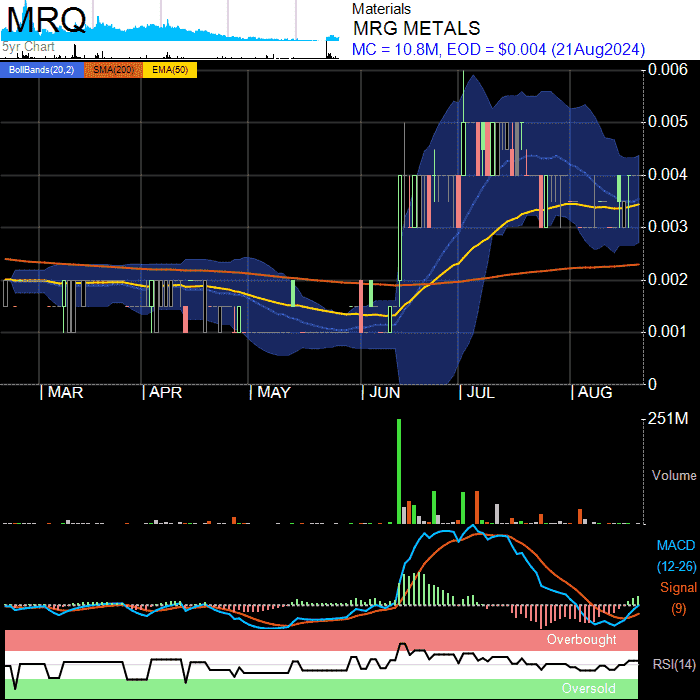 MRQ
5yr Chart
Materials
MRG METALS
MC = 10.8M, EOD = $0.004 (21Aug2024)
BollBands(20,2) SMA(200) EMA(50)
0.006
0.005
0.004
0.003
0.002
0.001
0
MAR APR MAY JUN JUL AUG
251M
Volume
MACD
(12-26)
Signal
(9)
Overbought
RSI(14)
Oversold